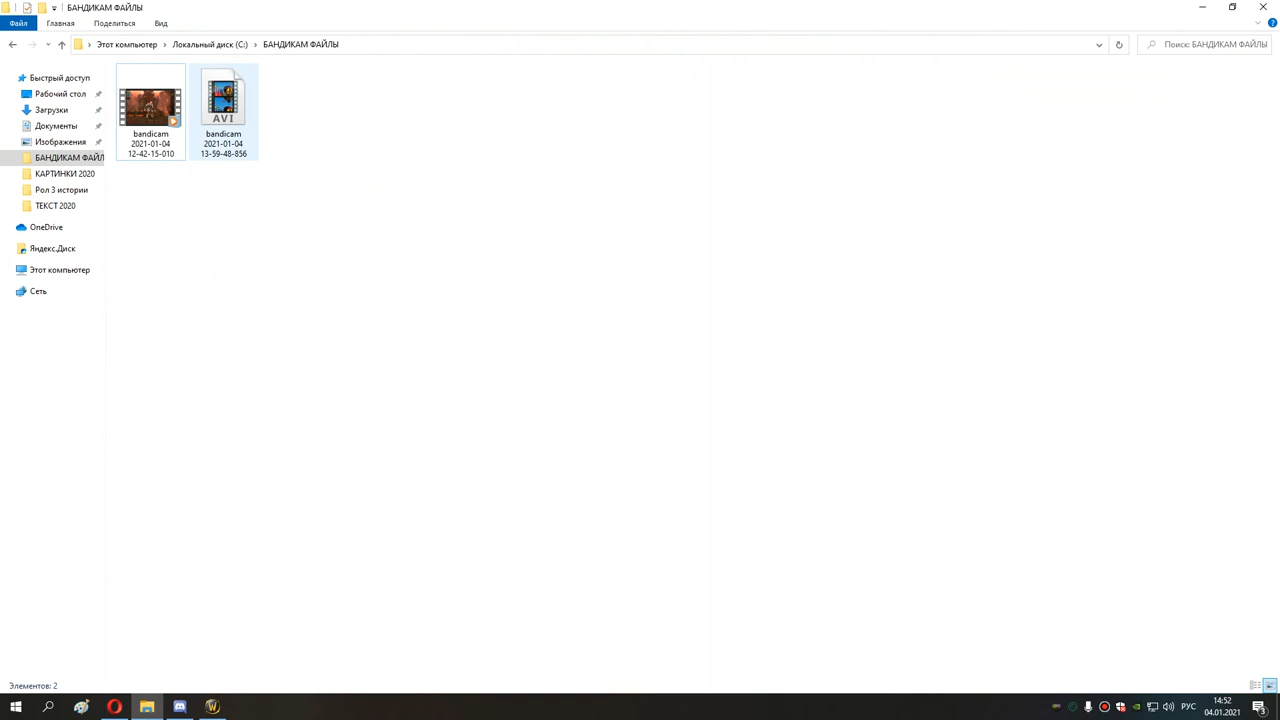 БАНДИКАМ ФАЙЛЫ
Файл Главная Поделиться Вид
Этот компьютер Локальный диск (C:) БАНДИКАМ ФАЙЛЫ Поиск: БАНДИКАМ ФАЙЛЫ
Быстрый доступ
Рабочий стол
Загрузки
Документы
Изображения
БАНДИКАМ ФАЙЛ
КАРТИНКИ 2020
Рол 3 истории
ТЕКСТ 2020
OneDrive
Яндекс.Диск
Этот компьютер
Сеть
bandicam
2021-01-04
12-42-15-010
AVI
bandicam
2021-01-04
13-59-48-856
Элементов: 2
РУС
14:52
04.01.2021
3